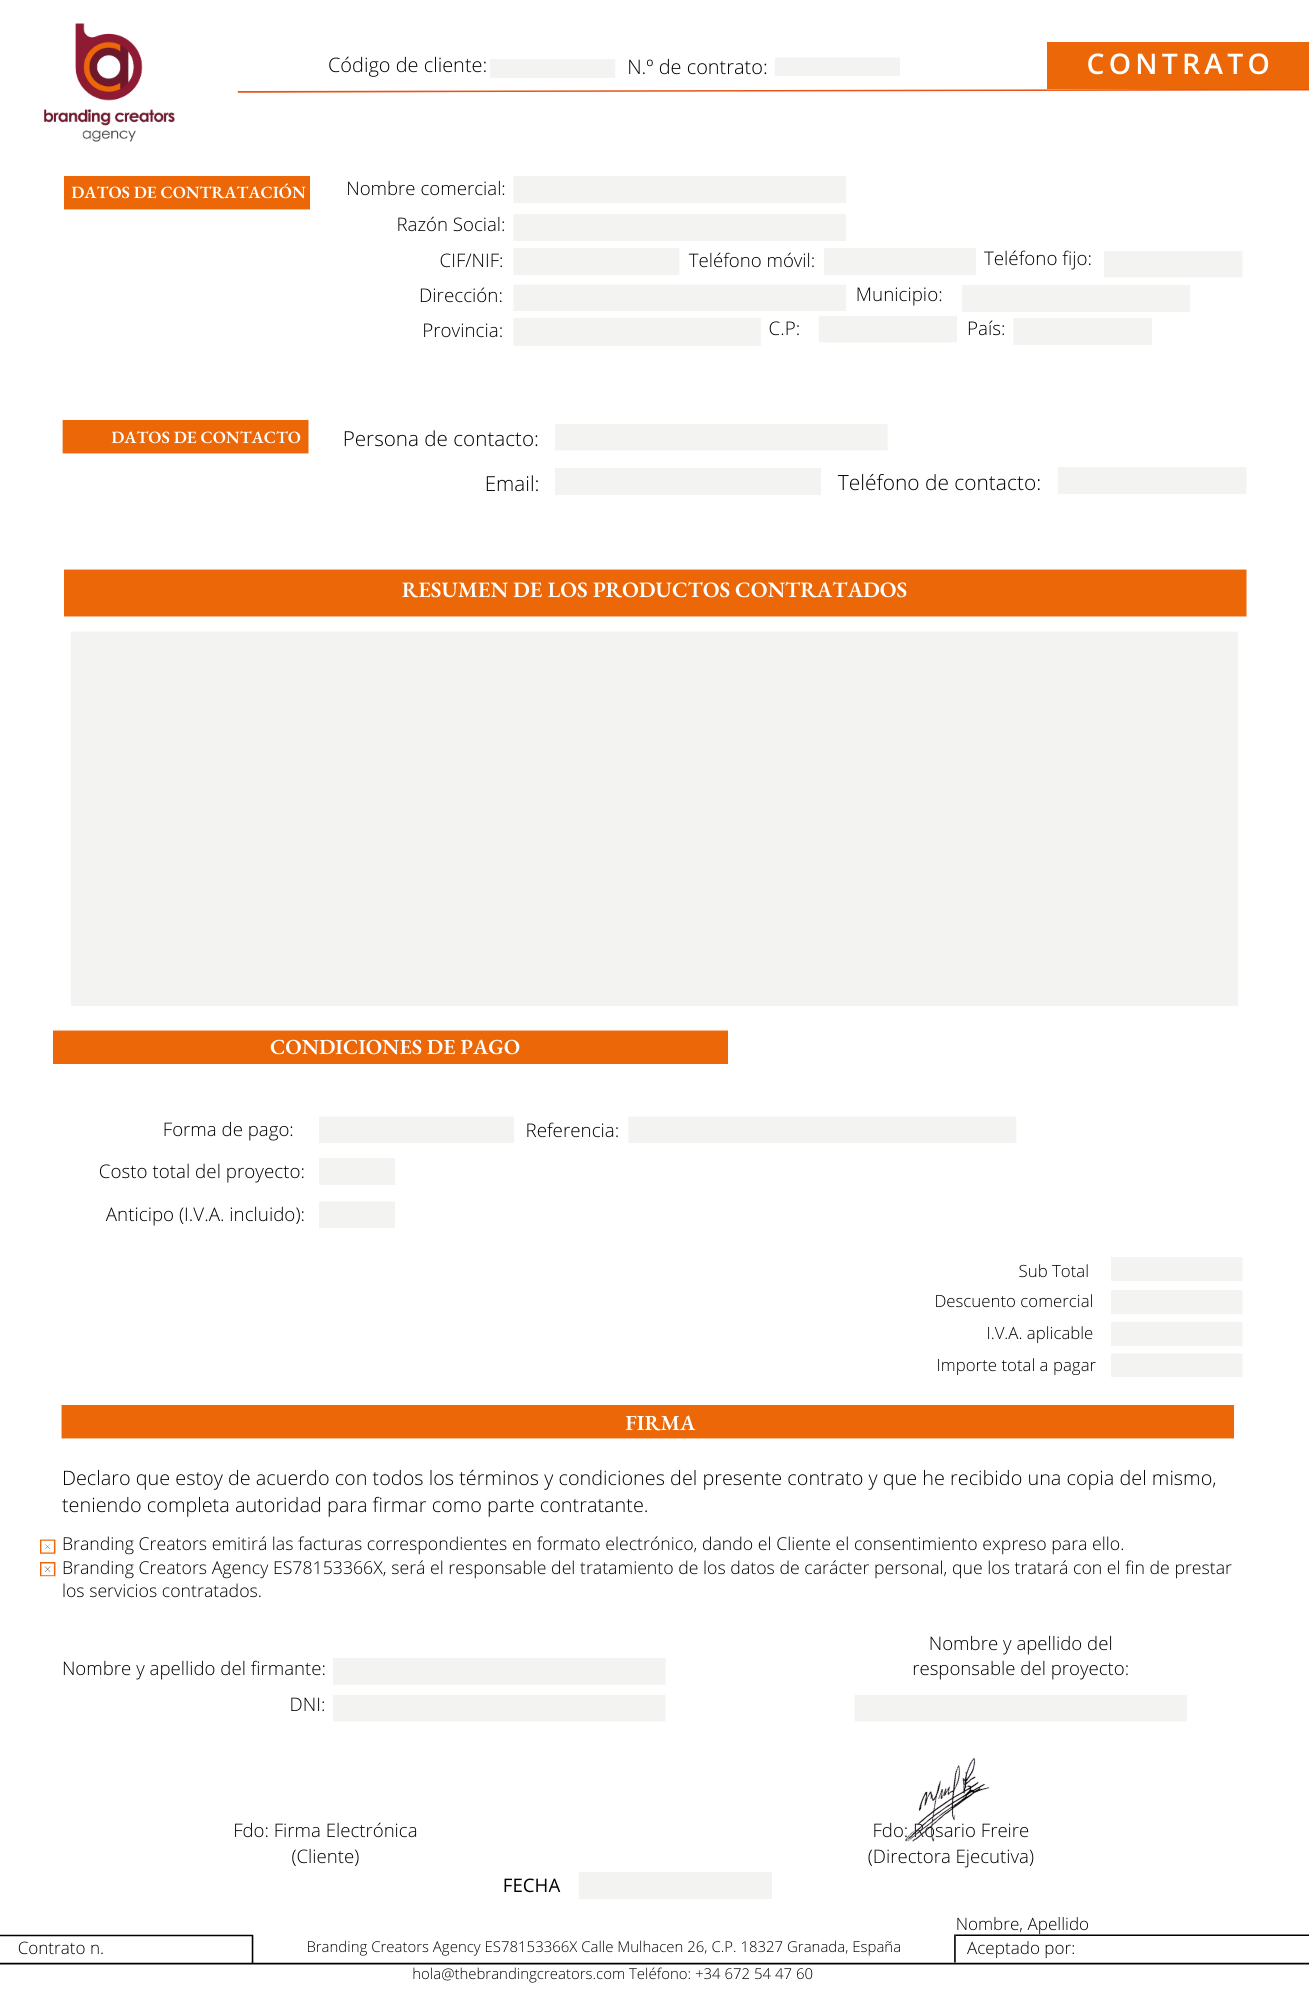 branding creators
agency
Código de cliente: N.º de contrato:
CONTRATO
DATOS DE CONTRATACIÓN
Nombre comercial:
Razón Social:
CIF/NIF: Teléfono móvil: Teléfono fijo:
Dirección: Municipio:
Provincia: C.P: País:
DATOS DE CONTACTO
Persona de contacto:
Email: Teléfono de contacto:
RESUMEN DE LOS PRODUCTOS CONTRATADOS
CONDICIONES DE PAGO
Forma de pago: Referencia:
Costo total del proyecto:
Anticipo (I.V.A. incluido):
Sub Total
Descuento comercial
I.V.A. aplicable
Importe total a pagar
FIRMA
Declaro que estoy de acuerdo con todos los términos y condiciones del presente contrato y que he recibido una copia del mismo,
teniendo completa autoridad para firmar como parte contratante.
Branding Creators emitirá las facturas correspondientes en formato electrónico, dando el Cliente el consentimiento expreso para ello.
Branding Creators Agency ES78153366X, será el responsable del tratamiento de los datos de carácter personal, que los tratará con el fin de prestar
los servicios contratados.
Nombre y apellido del firmante:
DNI:
Nombre y apellido del
responsable del proyecto:
Fdo: Firma Electrónica
(Cliente)
Fdo: Rosario Freire
(Directora Ejecutiva)
FECHA
Nombre, Apellido
Contrato n.
Branding Creators Agency ES78153366X Calle Mulhacen 26, C.P. 18327 Granada, España
Aceptado por:
hola@thebrandingcreators.com Teléfono: +34 672 54 47 60